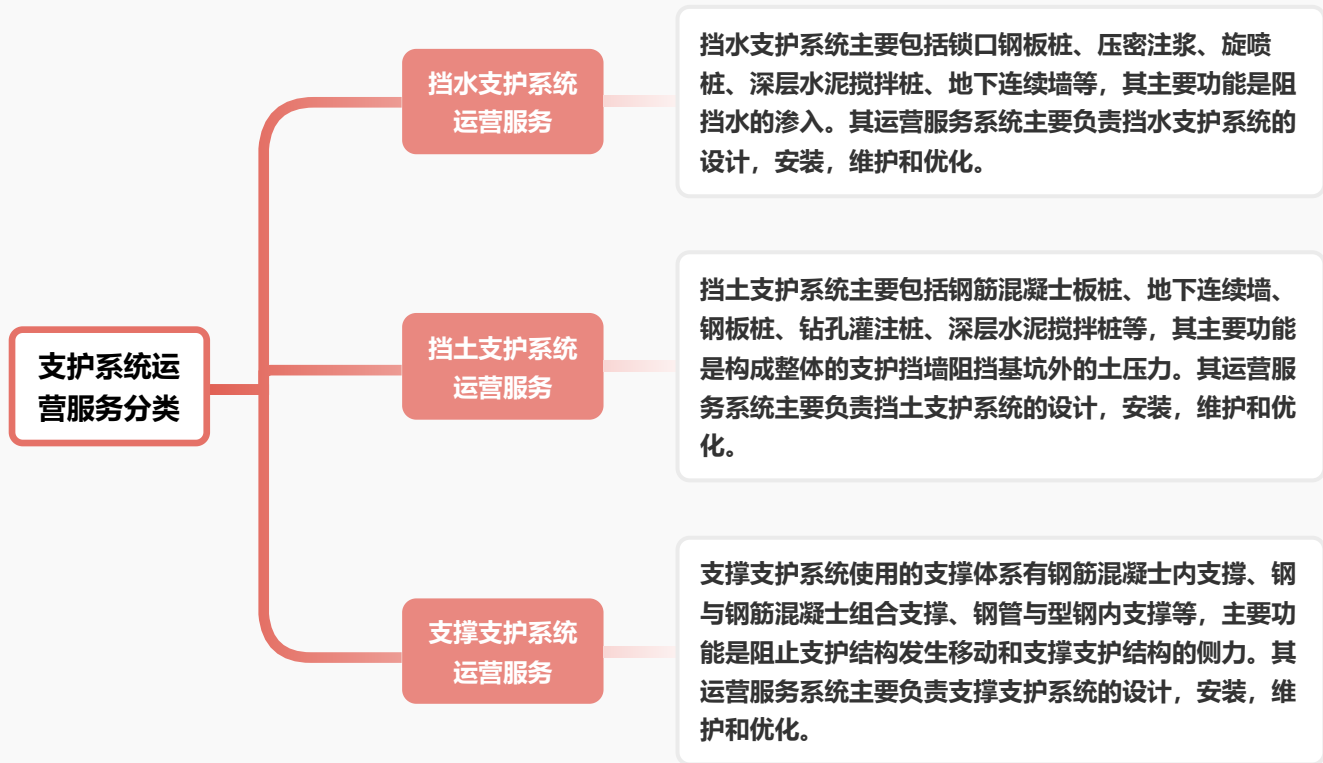 支护系统运
营服务分类
挡水支护系统
运营服务
挡水支护系统主要包括锁口钢板桩、压密注浆、旋喷
桩、深层水泥搅拌桩、地下连续墙等，其主要功能是阻
挡水的渗入。其运营服务系统主要负责挡水支护系统的
设计，安装，维护和优化。
挡土支护系统
运营服务
挡土支护系统主要包括钢筋混凝士板桩、地下连续墙、
钢板桩、钻孔灌注桩、深层水泥搅拌桩等，其主要功能
是构成整体的支护挡墙阻挡基坑外的土压力。其运营服
务系统主要负责挡土支护系统的设计，安装，维护和优
化。
支撑支护系统
运营服务
支撑支护系统使用的支撑体系有钢筋混凝士内支撑、钢
与钢筋混凝士组合支撑、钢管与型钢内支撑等，主要功
能是阻止支护结构发生移动和支撑支护结构的侧力。其
运营服务系统主要负责支撑支护系统的设计，安装，维
护和优化。